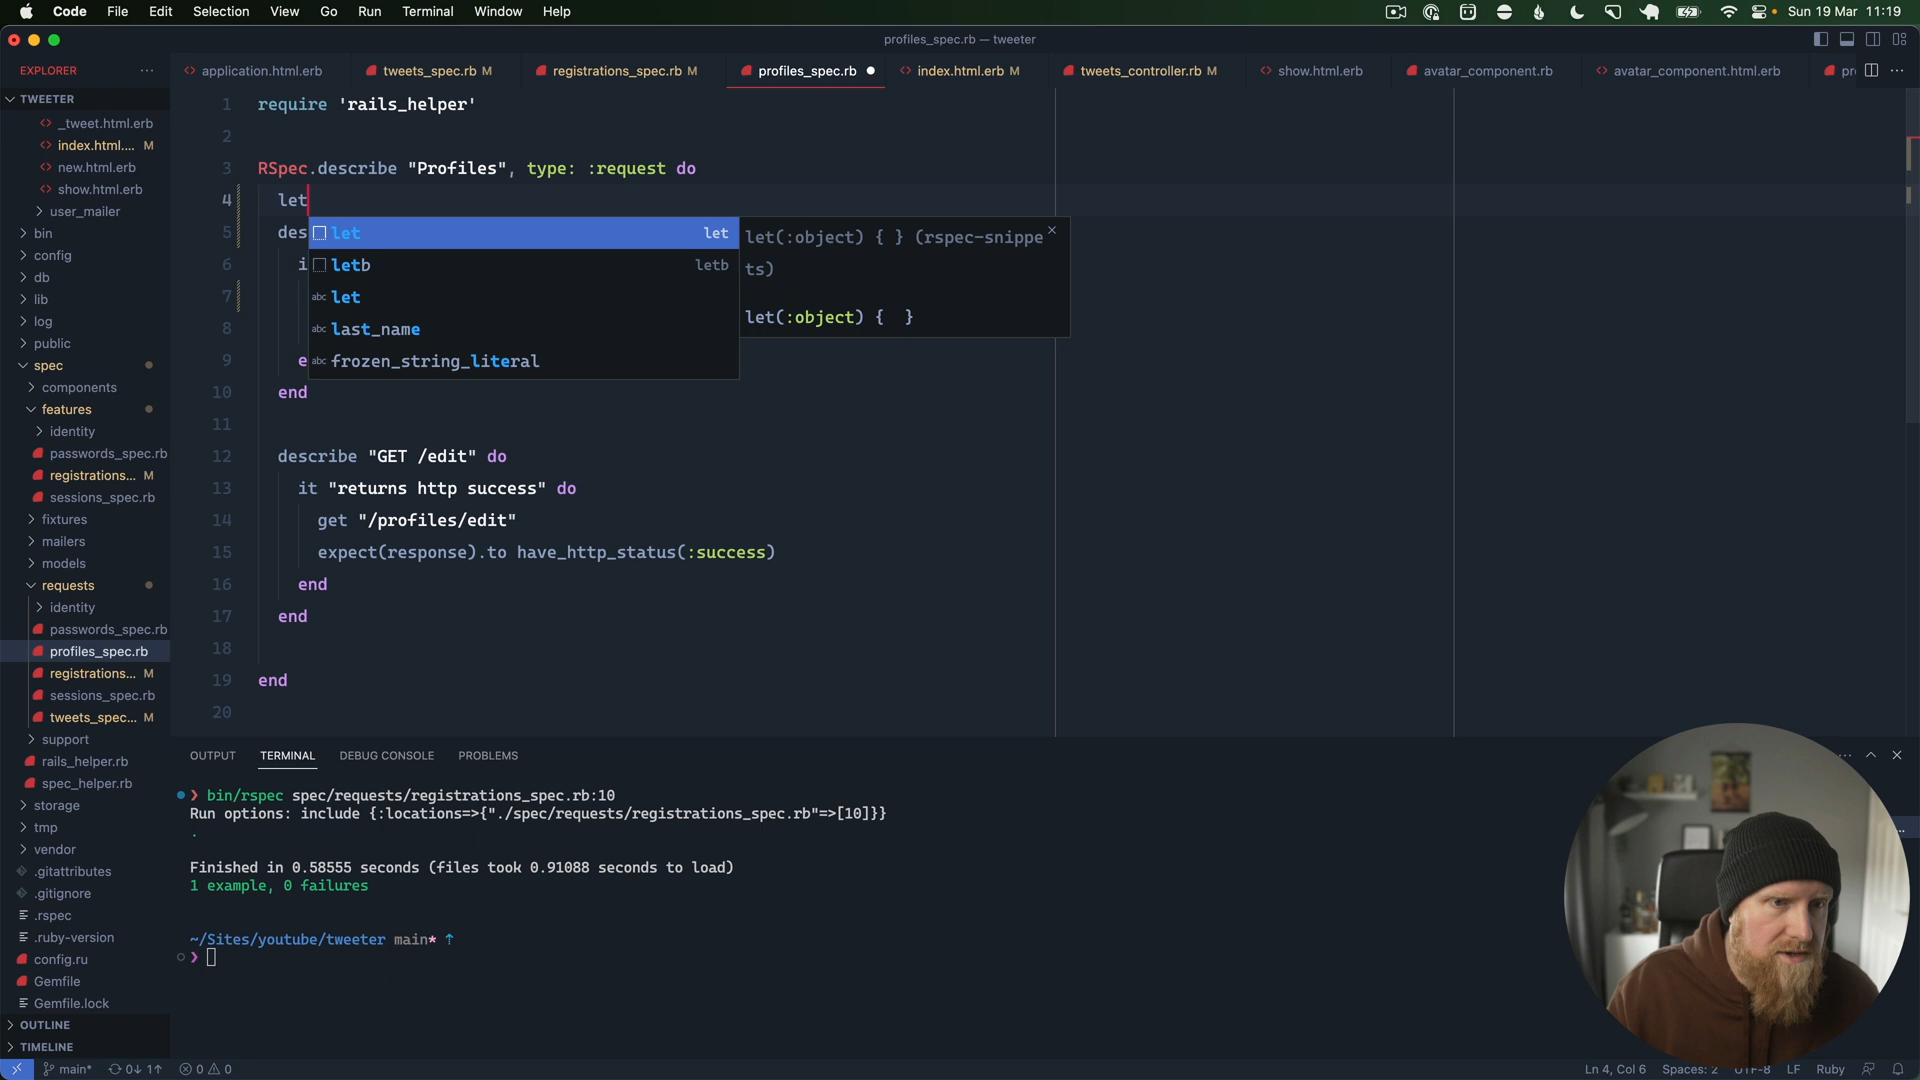 Code File Edit Selection View Go Run Terminal Window Help
Sun 19 Mar 11:19
profiles_spec.rb — tweeter
EXPLORER
application.html.erb
tweets_spec.rb M
registrations_spec.rb M
profiles_spec.rb
index.html.erb M
tweets_controller.rb M
show.html.erb
avatar_component.rb
avatar_component.html.erb
TWEETER
_tweet.html.erb
index.html.... M
new.html.erb
show.html.erb
user_mailer
bin
config
db
lib
log
public
spec
components
features
identity
passwords_spec.rb
registrations... M
sessions_spec.rb
fixtures
mailers
models
requests
identity
passwords_spec.rb
profiles_spec.rb
registrations... M
sessions_spec.rb
tweets_spec... M
support
rails_helper.rb
spec_helper.rb
storage
tmp
vendor
.gitattributes
.gitignore
.rspec
.ruby-version
config.ru
Gemfile
Gemfile.lock
OUTLINE
TIMELINE
1 require 'rails_helper'
2
3 RSpec.describe "Profiles", type: :request do
4 let
5 des
6 i
7
8
9 e
10 end
11
12 describe "GET /edit" do
13 it "returns http success" do
14 get "/profiles/edit"
15 expect(response).to have_http_status(:success)
16 end
17 end
18
19 end
20
let let
letb letb
abc let
abc last_name
abc frozen_string_literal
let(:object) { } (rspec-snippe
ts)
let(:object) { }
OUTPUT TERMINAL DEBUG CONSOLE PROBLEMS
❯ bin/rspec spec/requests/registrations_spec.rb:10
Run options: include {:locations=>{"./spec/requests/registrations_spec.rb"=>[10]}}
.
Finished in 0.58555 seconds (files took 0.91088 seconds to load)
1 example, 0 failures
~/Sites/youtube/tweeter main* ↑
❯
main* 0↓ 1↑ 0 0
Ln 4, Col 6 Spaces: 2 UTF-8 LF Ruby